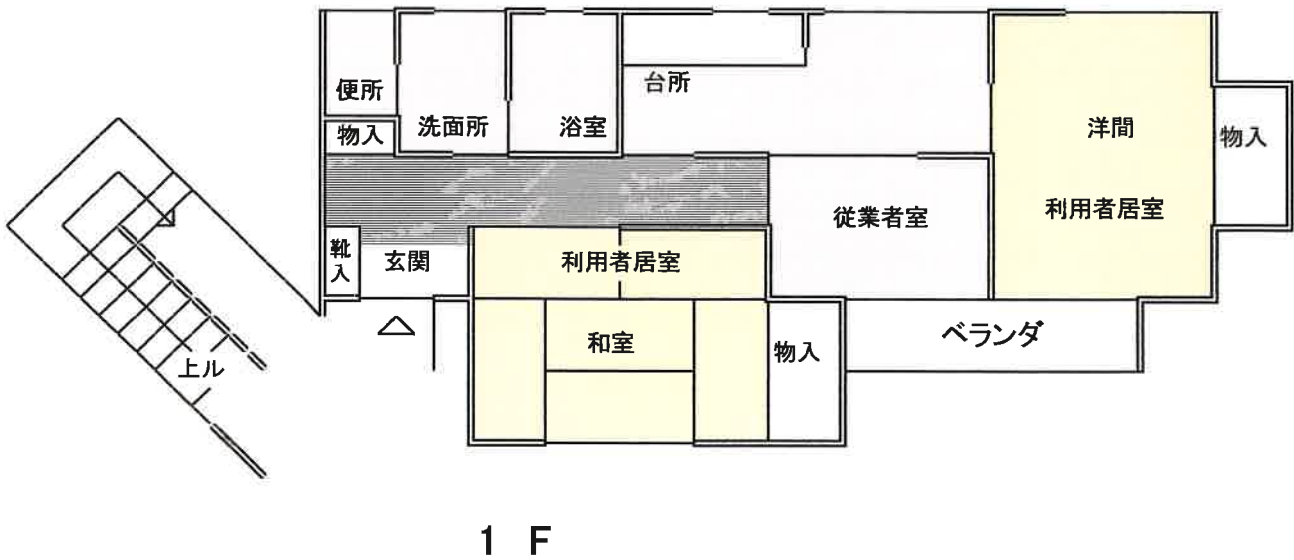 便所
物入
洗面所
浴室
台所
洋間
利用者居室
物入
従業者室
靴入
玄関
利用者居室
和室
物入
ベランダ
上ル
1 F